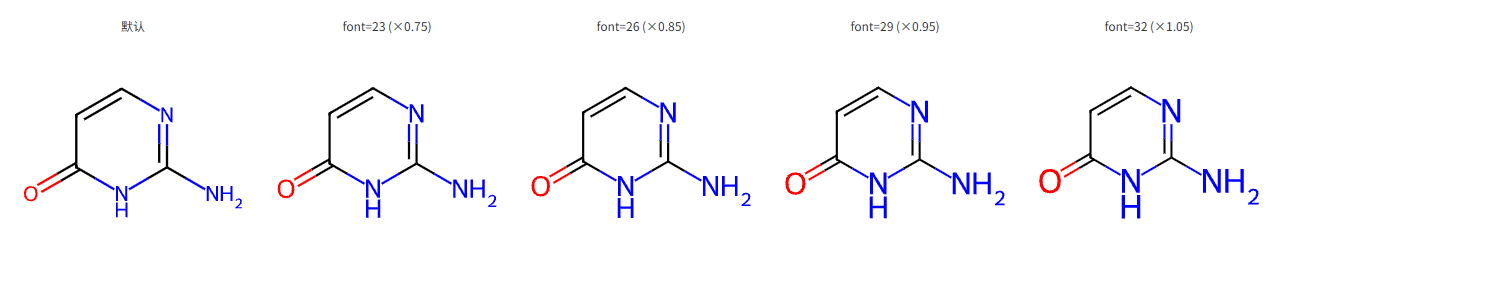 默认
font=23 (×0.75)
font=26 (×0.85)
font=29 (×0.95)
font=32 (×1.05)
N
O
N
H
NH2
N
O
N
H
NH2
N
O
N
H
NH2
N
O
N
H
NH2
N
O
N
H
NH2